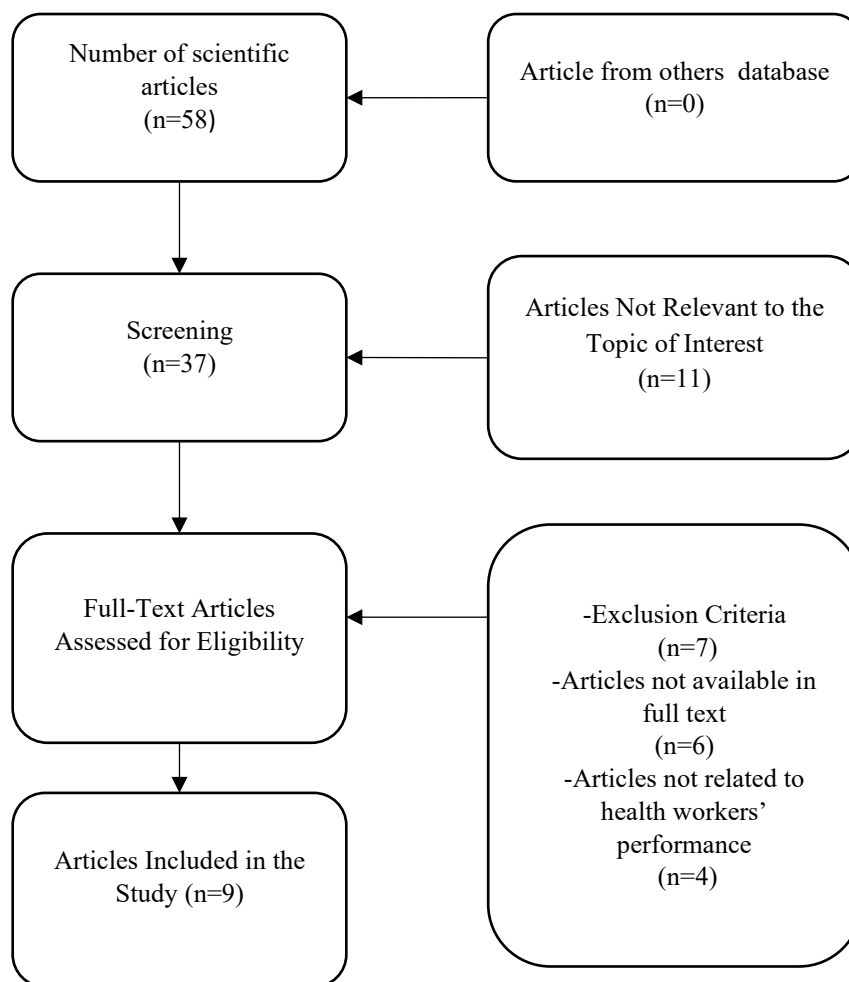 Number of scientific
articles
(n=58)
Article from others database
(n=0)
Screening
(n=37)
Articles Not Relevant to the
Topic of Interest
(n=11)
Full-Text Articles
Assessed for Eligibility
-Exclusion Criteria
(n=7)
-Articles not available in
full text
(n=6)
-Articles not related to
health workers’
performance
(n=4)
Articles Included in the
Study (n=9)